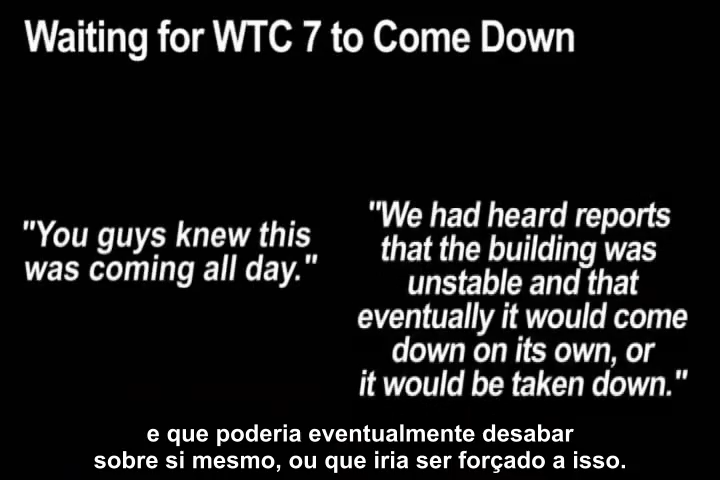 Waiting for WTC 7 to Come Down
"You guys knew this
was coming all day."
"We had heard reports
that the building was
unstable and that
eventually it would come
down on its own, or
it would be taken down."
e que poderia eventualmente desabar
sobre si mesmo, ou que iria ser forçado a isso.